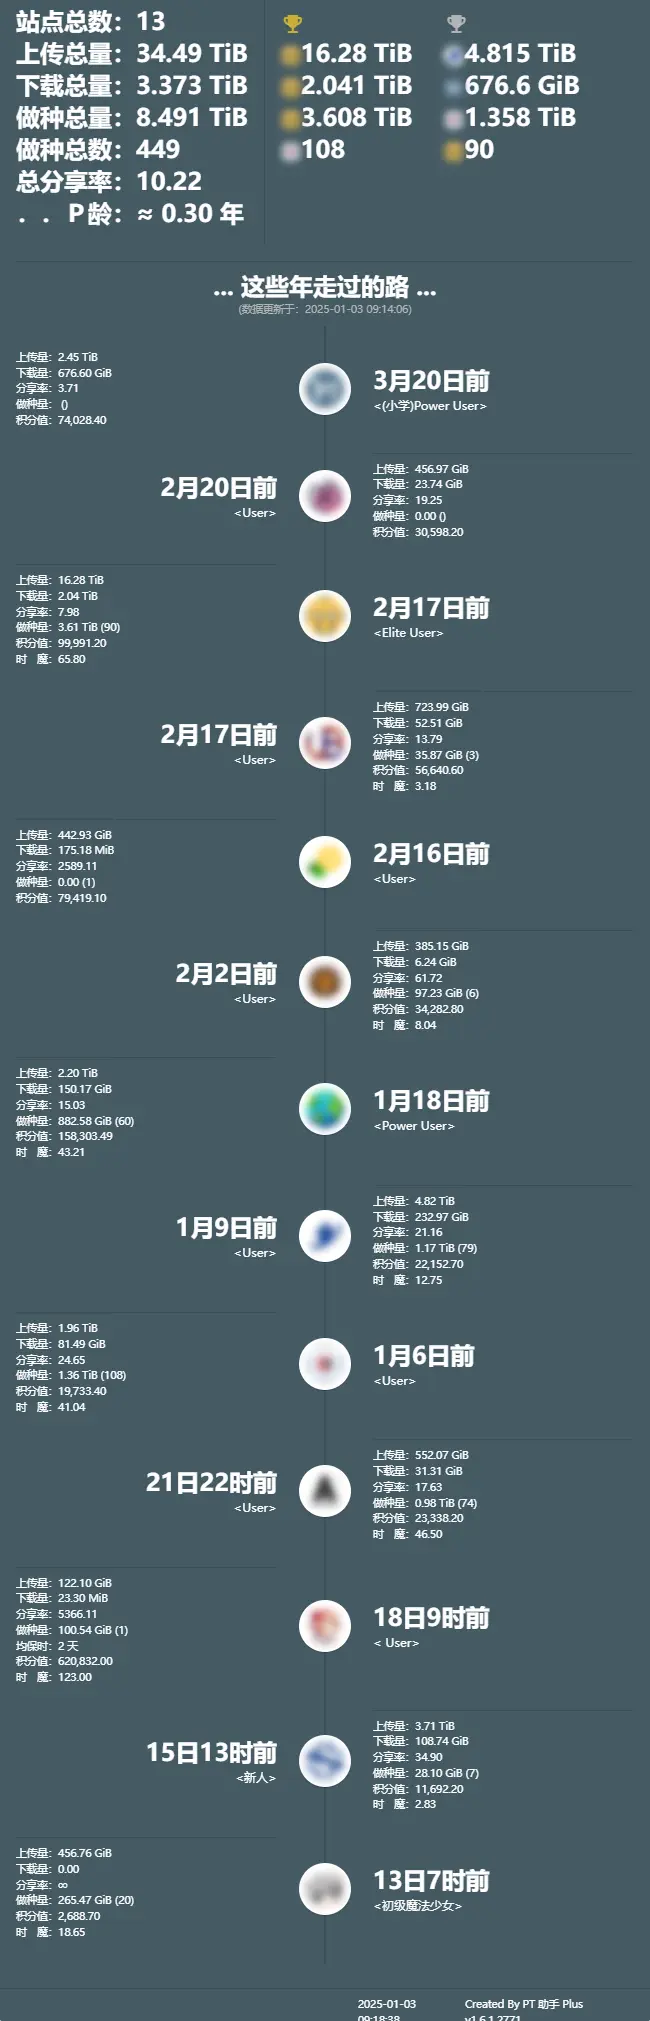 站点总数：13
上传总量：34.49 TiB
16.28 TiB
4.815 TiB
下载总量：3.373 TiB
2.041 TiB
676.6 GiB
做种总量：8.491 TiB
3.608 TiB
1.358 TiB
做种总数：449
108
90
总分享率：10.22
．．P龄：≈ 0.30 年
... 这些年走过的路 ...
(数据更新于：2025-01-03 09:14:06)
上传量：2.45 TiB
下载量：676.60 GiB
分享率：3.71
做种量： ()
积分值：74,028.40
3月20日前
<(小学)Power User>
2月20日前
<User>
上传量：456.97 GiB
下载量：23.74 GiB
分享率：19.25
做种量：0.00 ()
积分值：30,598.20
上传量：16.28 TiB
下载量：2.04 TiB
分享率：7.98
做种量：3.61 TiB (90)
积分值：99,991.20
时　魔：65.80
2月17日前
<Elite User>
2月17日前
<User>
上传量：723.99 GiB
下载量：52.51 GiB
分享率：13.79
做种量：35.87 GiB (3)
积分值：56,640.60
时　魔：3.18
上传量：442.93 GiB
下载量：175.18 MiB
分享率：2589.11
做种量：0.00 (1)
积分值：79,419.10
2月16日前
<User>
2月2日前
<User>
上传量：385.15 GiB
下载量：6.24 GiB
分享率：61.72
做种量：97.23 GiB (6)
积分值：34,282.80
时　魔：8.04
上传量：2.20 TiB
下载量：150.17 GiB
分享率：15.03
做种量：882.58 GiB (60)
积分值：158,303.49
时　魔：43.21
1月18日前
<Power User>
1月9日前
<User>
上传量：4.82 TiB
下载量：232.97 GiB
分享率：21.16
做种量：1.17 TiB (79)
积分值：22,152.70
时　魔：12.75
上传量：1.96 TiB
下载量：81.49 GiB
分享率：24.65
做种量：1.36 TiB (108)
积分值：19,733.40
时　魔：41.04
1月6日前
<User>
21日22时前
<User>
上传量：552.07 GiB
下载量：31.31 GiB
分享率：17.63
做种量：0.98 TiB (74)
积分值：23,338.20
时　魔：46.50
上传量：122.10 GiB
下载量：23.30 MiB
分享率：5366.11
做种量：100.54 GiB (1)
均保时：2 天
积分值：620,832.00
时　魔：123.00
18日9时前
< User>
15日13时前
<新人>
上传量：3.71 TiB
下载量：108.74 GiB
分享率：34.90
做种量：28.10 GiB (7)
积分值：11,692.20
时　魔：2.83
上传量：456.76 GiB
下载量：0.00
分享率：∞
做种量：265.47 GiB (20)
积分值：2,688.70
时　魔：18.65
13日7时前
<初级魔法少女>
2025-01-03
09:18:38
Created By PT 助手 Plus
v1.6.1.2771